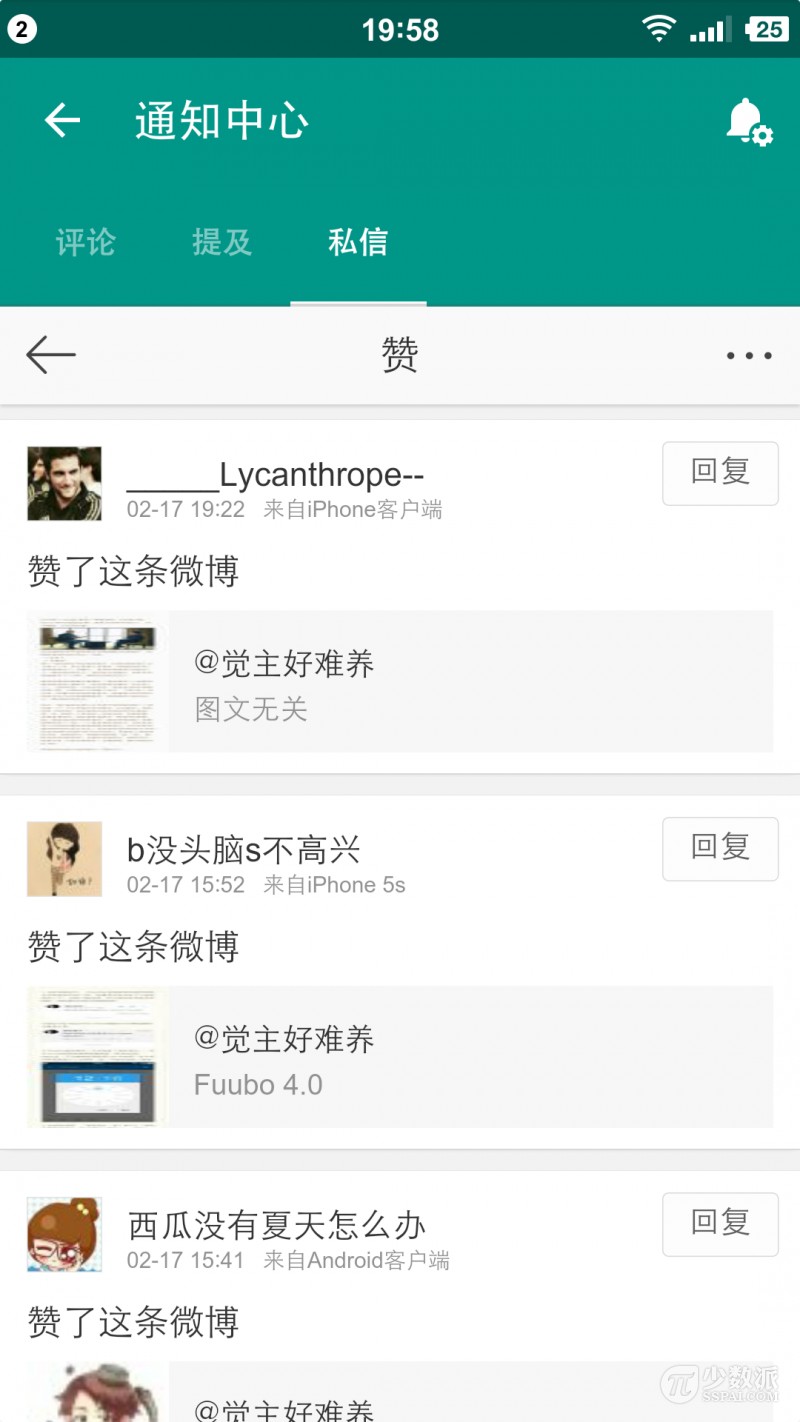 2 19:58 25
通知中心
评论 提及 私信
赞
______Lycanthrope--
回复
02-17 19:22 来自iPhone客户端
赞了这条微博
@觉主好难养
图文无关
b没头脑s不高兴
回复
02-17 15:52 来自iPhone 5s
赞了这条微博
@觉主好难养
Fuubo 4.0
西瓜没有夏天怎么办
回复
02-17 15:41 来自Android客户端
赞了这条微博
@觉主好难养
少数派
SSPAI.COM